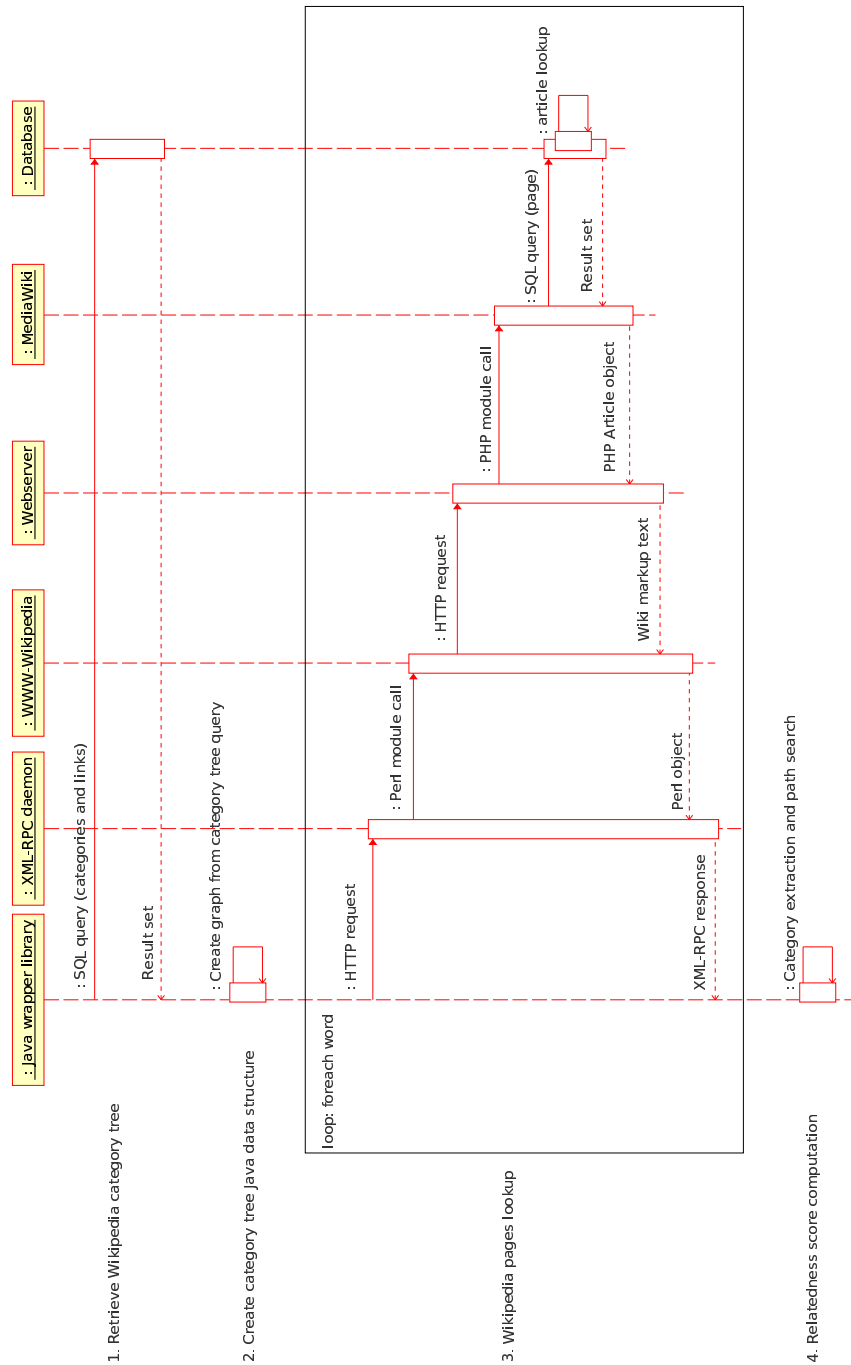 : Java wrapper library
: XML-RPC daemon
: WWW-Wikipedia
: Webserver
: MediaWiki
: Database
1. Retrieve Wikipedia category tree
: SQL query (categories and links)
Result set
2. Create category tree Java data structure
: Create graph from category tree query
3. Wikipedia pages lookup
loop: foreach word
: HTTP request
: Perl module call
: HTTP request
: PHP module call
: SQL query (page)
: article lookup
Result set
PHP Article object
Wiki markup text
Perl object
XML-RPC response
4. Relatedness score computation
: Category extraction and path search